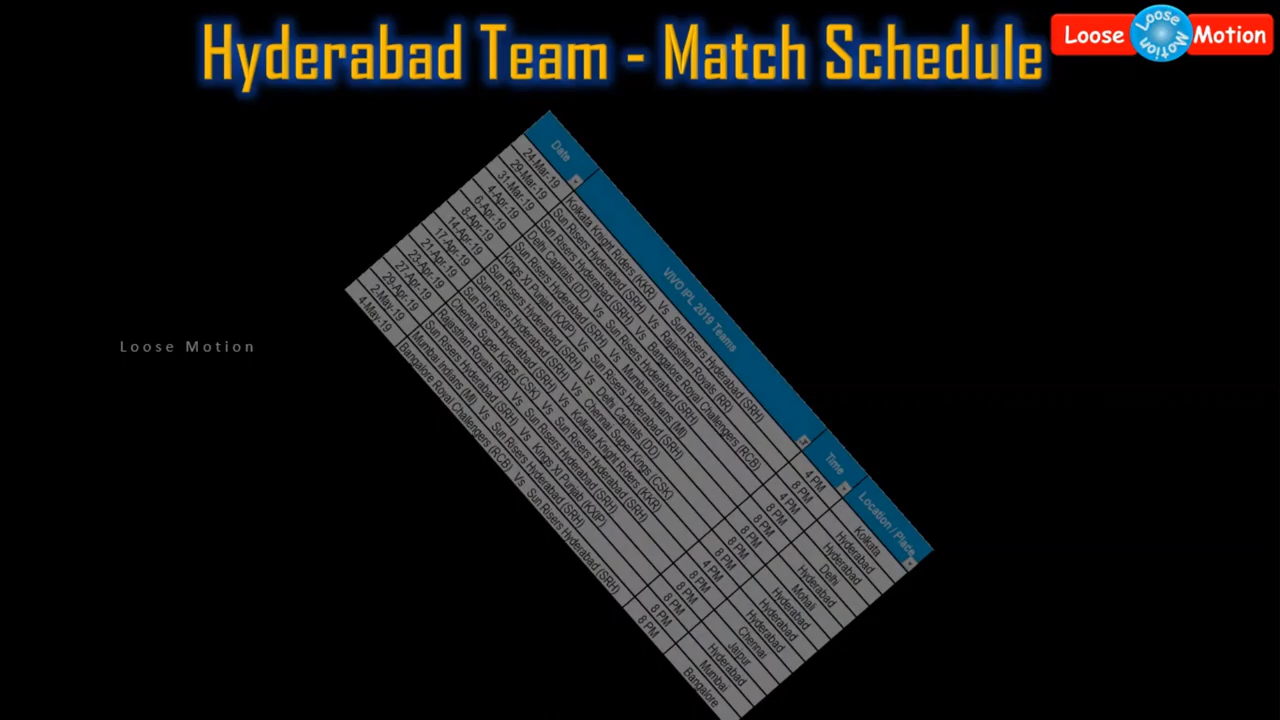 Hyderabad Team - Match Schedule
Loose Loose Motion Motion
Date VIVO IPL 2019 Teams Time Location / Place
24-Mar-19 Kolkata Knight Riders (KKR) Vs Sun Risers Hyderabad (SRH) 4 PM Kolkata
29-Mar-19 Sun Risers Hyderabad (SRH) Vs Rajasthan Royals (RR) 8 PM Hyderabad
31-Mar-19 Sun Risers Hyderabad (SRH) Vs Bangalore Royal Challengers (RCB) 4 PM Hyderabad
4-Apr-19 Delhi Capitals (DD) Vs Sun Risers Hyderabad (SRH) 8 PM Delhi
6-Apr-19 Sun Risers Hyderabad (SRH) Vs Mumbai Indians (MI) 8 PM Hyderabad
8-Apr-19 Kings XI Punjab (KXIP) Vs Sun Risers Hyderabad (SRH) 8 PM Mohali
14-Apr-19 Sun Risers Hyderabad (SRH) Vs Delhi Capitals (DD) 8 PM Hyderabad
17-Apr-19 Sun Risers Hyderabad (SRH) Vs Chennai Super Kings (CSK) 8 PM Hyderabad
21-Apr-19 Sun Risers Hyderabad (SRH) Vs Kolkata Knight Riders (KKR) 4 PM Hyderabad
23-Apr-19 Chennai Super Kings (CSK) Vs Sun Risers Hyderabad (SRH) 8 PM Chennai
27-Apr-19 Rajasthan Royals (RR) Vs Sun Risers Hyderabad (SRH) 8 PM Jaipur
29-Apr-19 Sun Risers Hyderabad (SRH) Vs Kings XI Punjab (KXIP) 8 PM Hyderabad
2-May-19 Mumbai Indians (MI) Vs Sun Risers Hyderabad (SRH) 8 PM Mumbai
4-May-19 Bangalore Royal Challengers (RCB) Vs Sun Risers Hyderabad (SRH) 8 PM Bangalore
Loose Motion